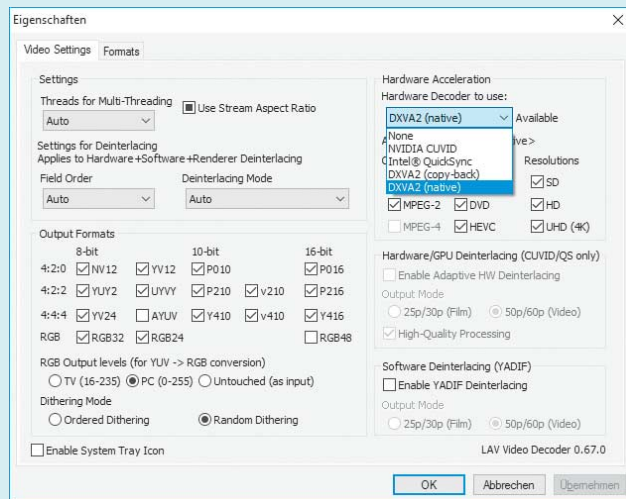 Eigenschaften
Video Settings
Formats
Settings
Threads for Multi-Threading
Auto
Use Stream Aspect Ratio
Settings for Deinterlacing
Applies to Hardware+Software+Renderer Deinterlacing
Field Order
Deinterlacing Mode
Auto
Auto
Output Formats
8-bit 10-bit 16-bit
4:2:0 NV12 YV12 P010 P016
4:2:2 YUY2 UYVY P210 v210 P216
4:4:4 YV24 AYUV Y410 v410 Y416
RGB RGB32 RGB24 RGB48
RGB Output levels (for YUV -> RGB conversion)
TV (16-235) PC (0-255) Untouched (as input)
Dithering Mode
Ordered Dithering Random Dithering
Enable System Tray Icon
Hardware Acceleration
Hardware Decoder to use:
DXVA2 (native) Available
None
NVIDIA CUVID
Intel® QuickSync
DXVA2 (copy-back)
DXVA2 (native)
Resolutions
SD
MPEG-2 DVD HD
MPEG-4 HEVC UHD (4K)
Hardware/GPU Deinterlacing (CUVID/QS only)
Enable Adaptive HW Deinterlacing
Output Mode
25p/30p (Film) 50p/60p (Video)
High-Quality Processing
Software Deinterlacing (YADIF)
Enable YADIF Deinterlacing
Output Mode
25p/30p (Film) 50p/60p (Video)
LAV Video Decoder 0.67.0
OK Abbrechen Übernehmen